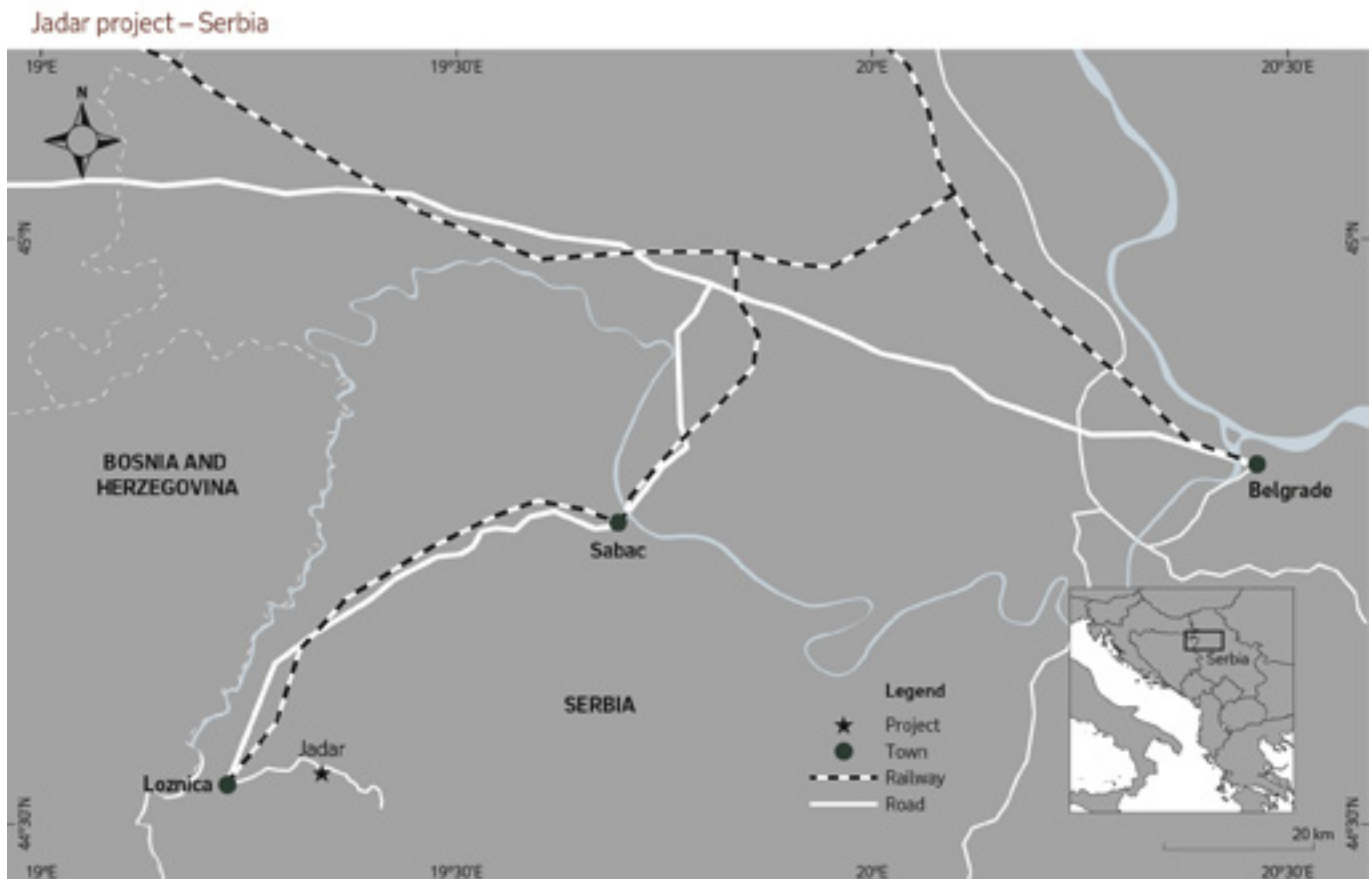 Jadar project – Serbia
19°E
19°30'E
20°E
20°30'E
N
45°N
45°N
BOSNIA AND
HERZEGOVINA
Belgrade
Sabac
Serbia
SERBIA
Legend
Project
Town
Railway
Road
Jadar
Loznica
44°30'N
44°30'N
20 km
19°E
19°30'E
20°E
20°30'E